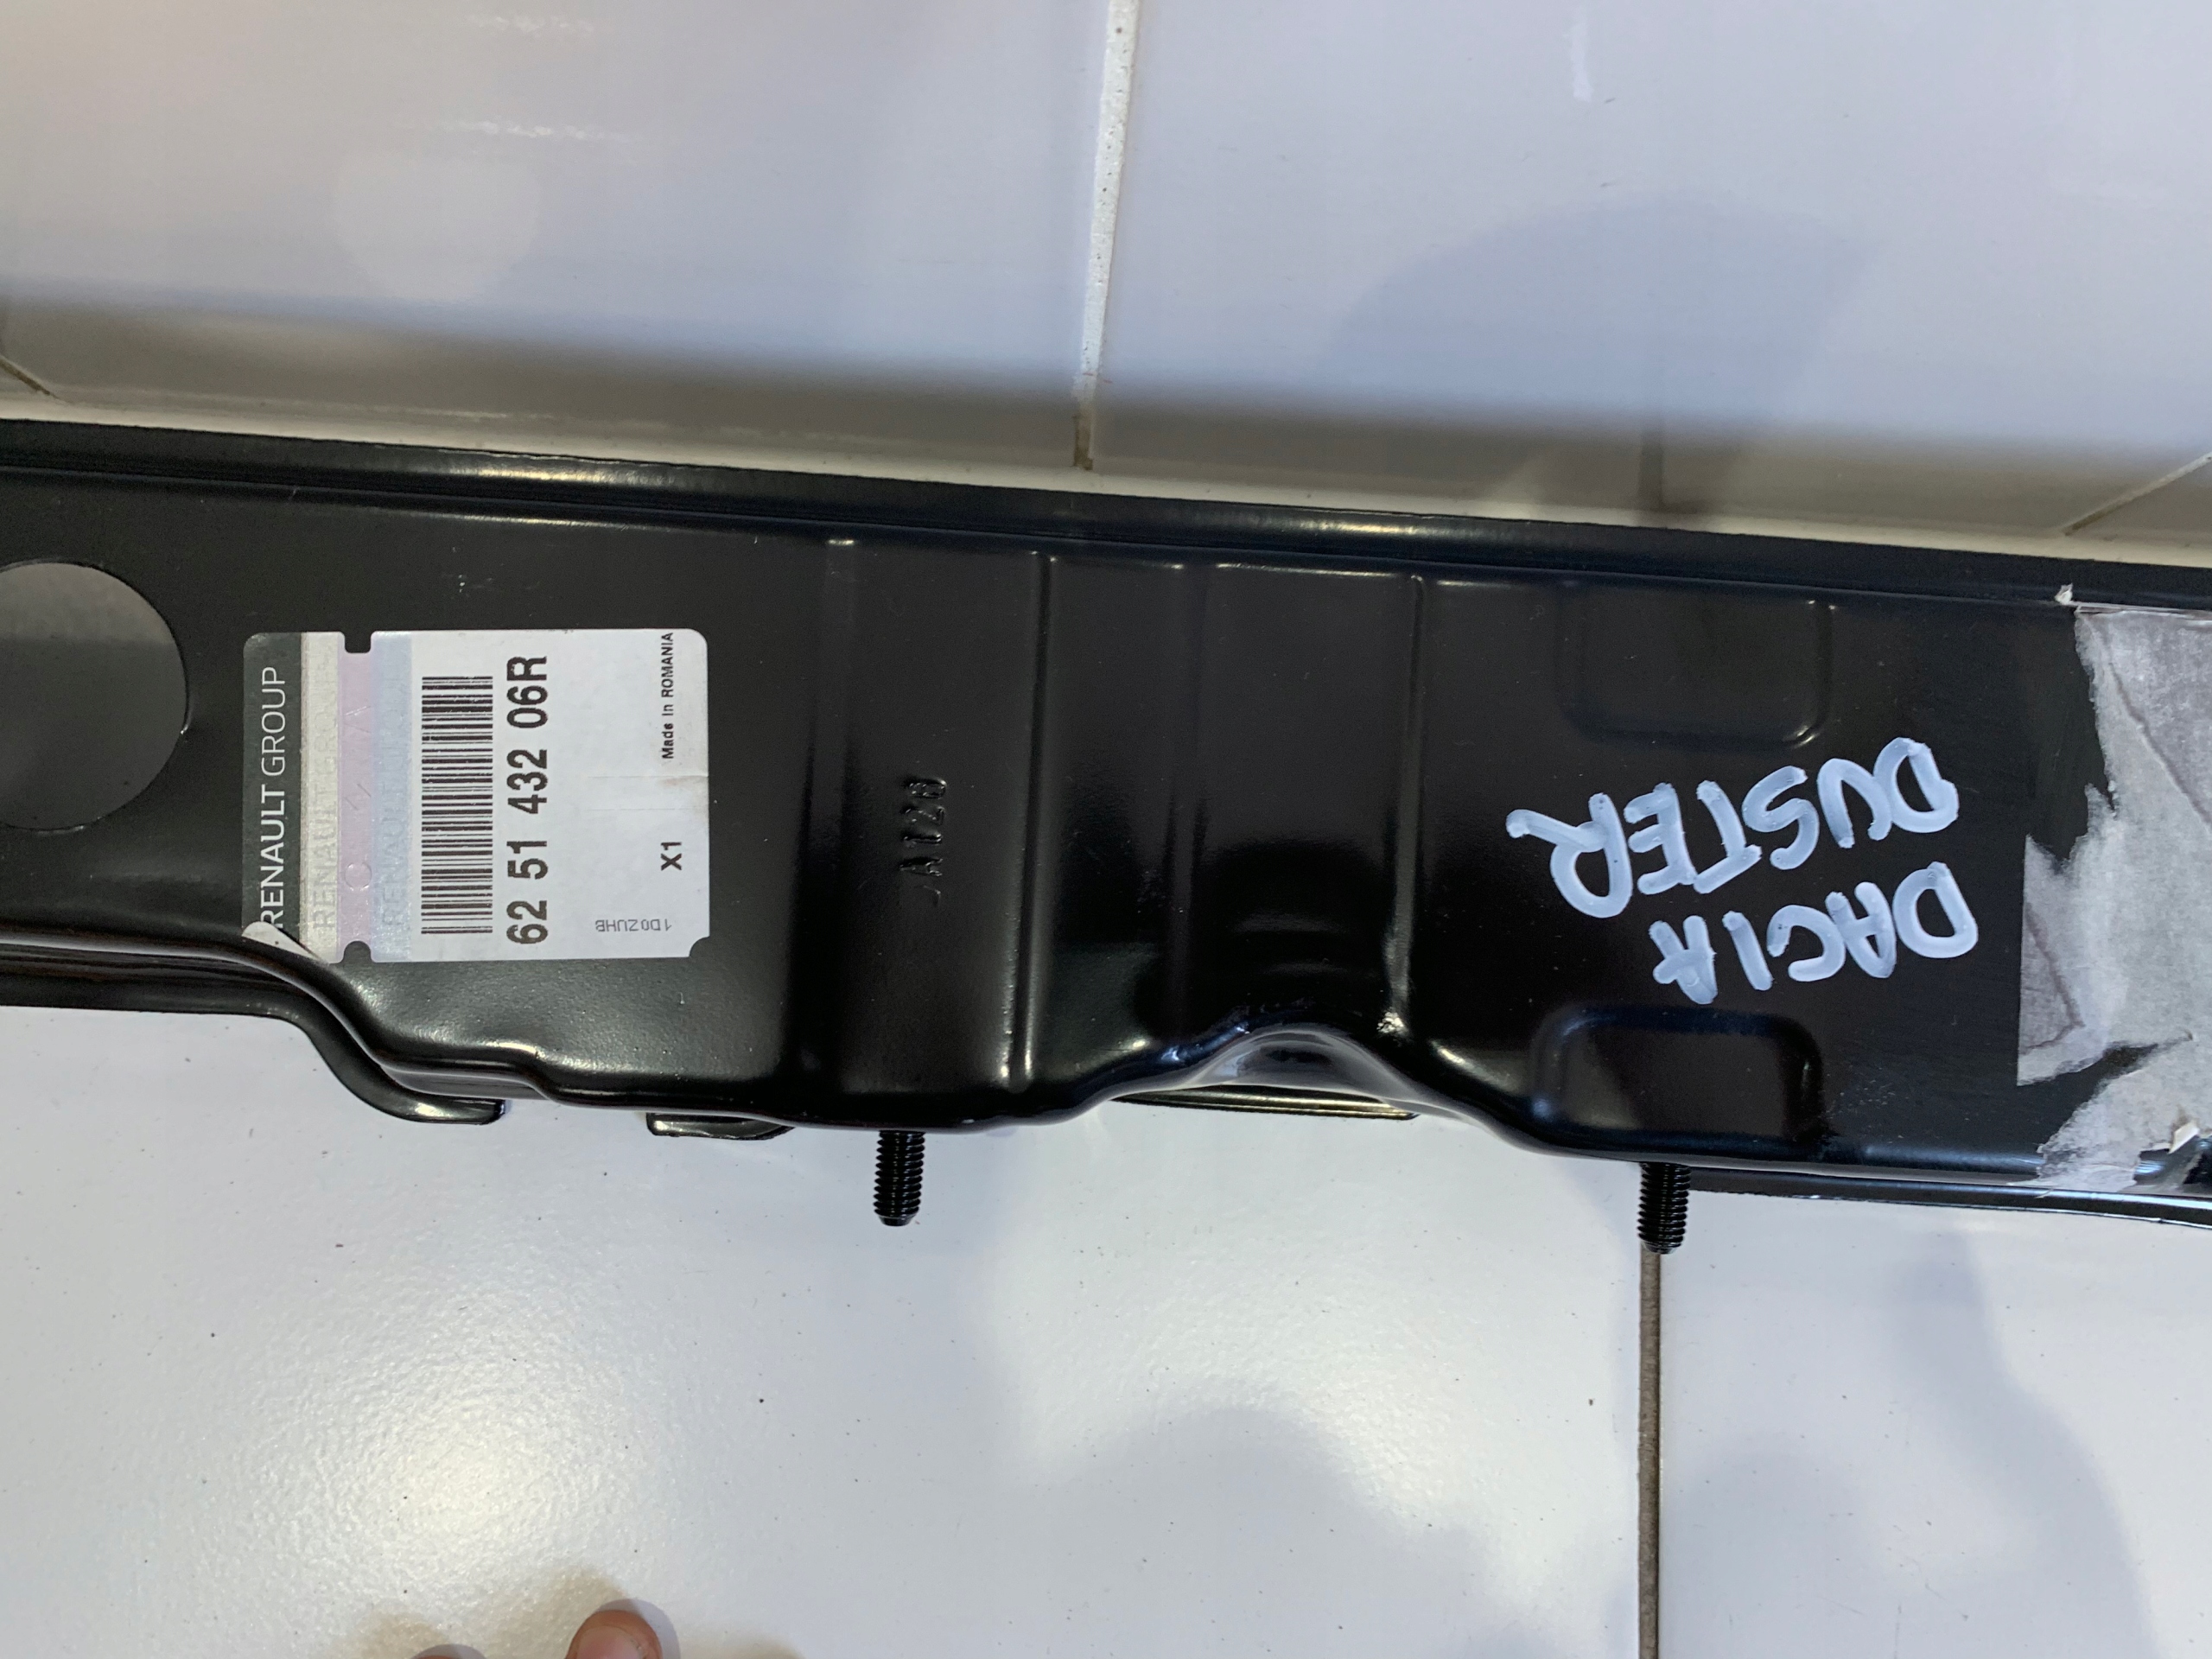 RENAULT GROUP
62 51 432 06R
1D0ZUHB
X1
Made in ROMANIA
DACIA
DUSTER